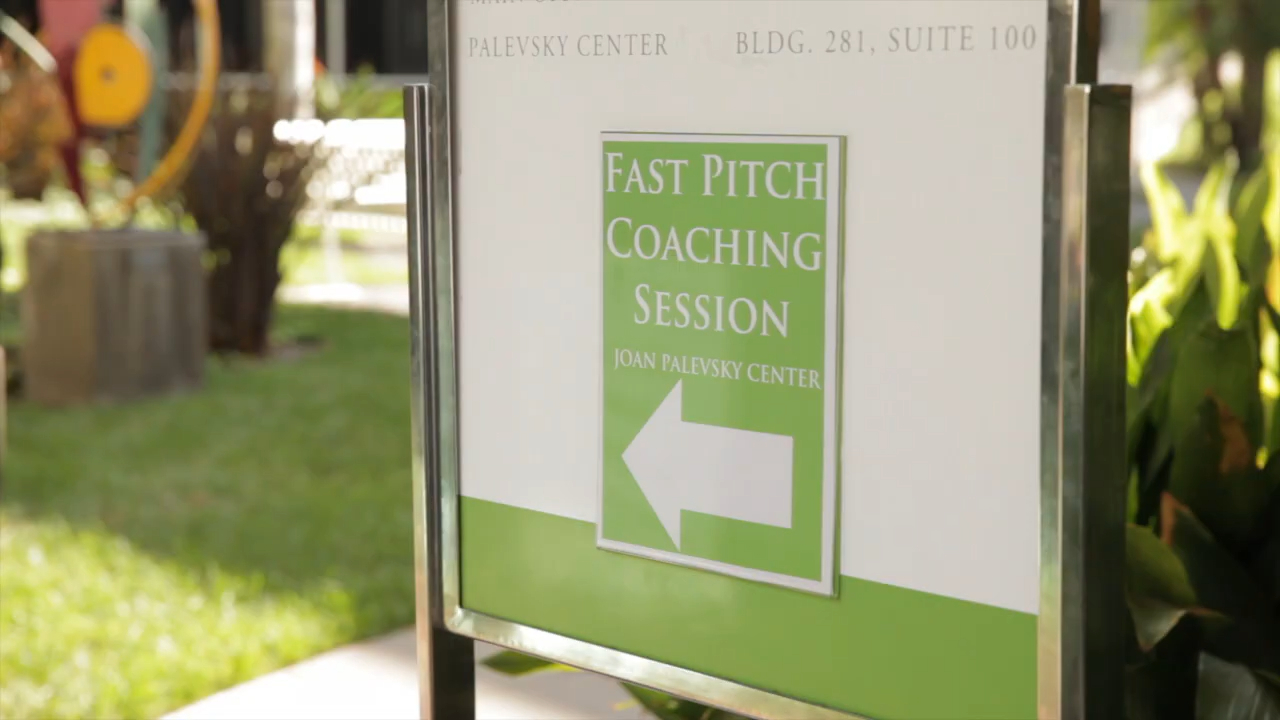 PALEVSKY CENTER BLDG. 281, SUITE 100
FAST PITCH
COACHING
SESSION
JOAN PALEVSKY CENTER